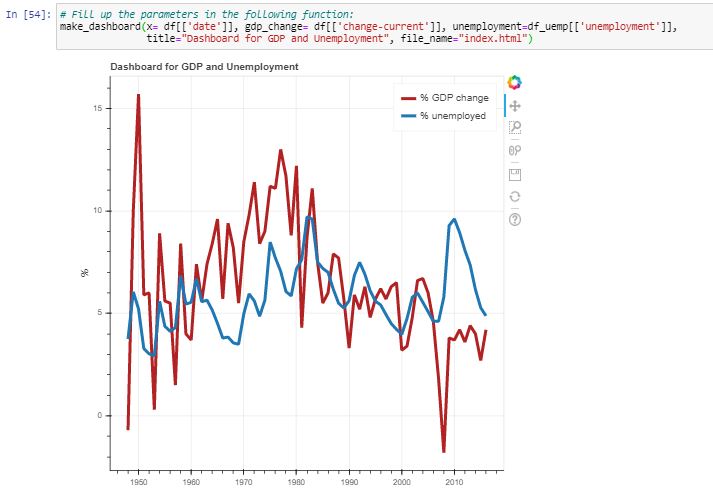 In [54]: # Fill up the parameters in the following function:
make_dashboard(x= df[['date']], gdp_change= df[['change-current']], unemployment=df_uemp[['unemployment']],
title="Dashboard for GDP and Unemployment", file_name="index.html")
Dashboard for GDP and Unemployment
% GDP change
% unemployed
15
10
5
0
%
1950 1960 1970 1980 1990 2000 2010